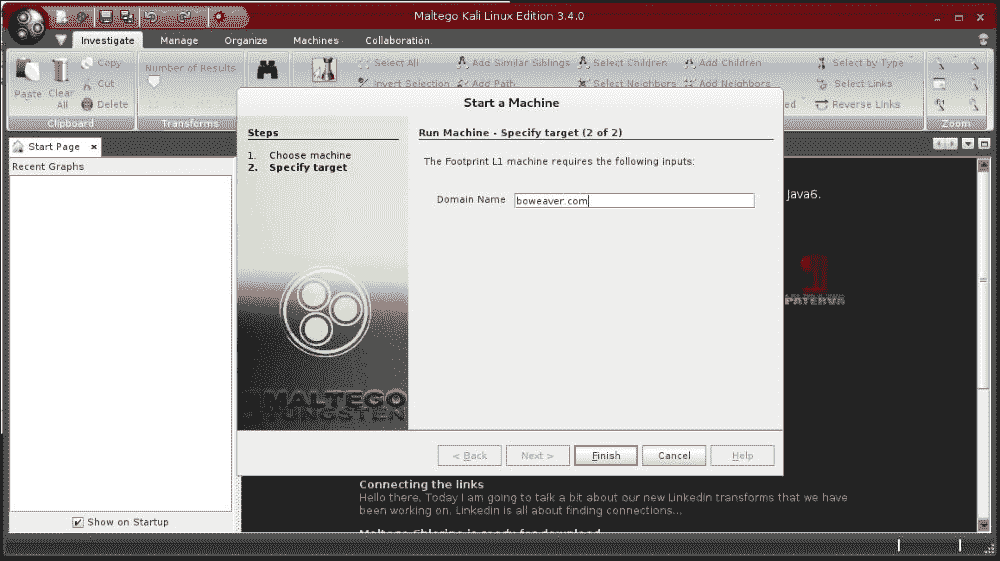 Maltego Kali Linux Edition 3.4.0
Investigate Manage Organize Machines Collaboration
Paste
Clear All
Copy
Cut
Delete
Clipboard
Number of Results
Transforms
Select All
Invert Selection
Add Similar Siblings
Add Path
Select Children
Select Neighbors
Add Children
Add Neighbors
Select by Type
Select Links
Reverse Links
Zoom
Start Page
Recent Graphs
Show on Startup
Start a Machine
Steps
1. Choose machine
2. Specify target
MALTEGO
TUNGSTEN
Run Machine - Specify target (2 of 2)
The Footprint L1 machine requires the following inputs:
Domain Name boweaver.com
< Back Next > Finish Cancel Help
Java6.
PATERVA
Connecting the links
Hello there. Today I am going to talk a bit about our new Linkedin transforms that we have
been working on. Linkedin is all about finding connections...